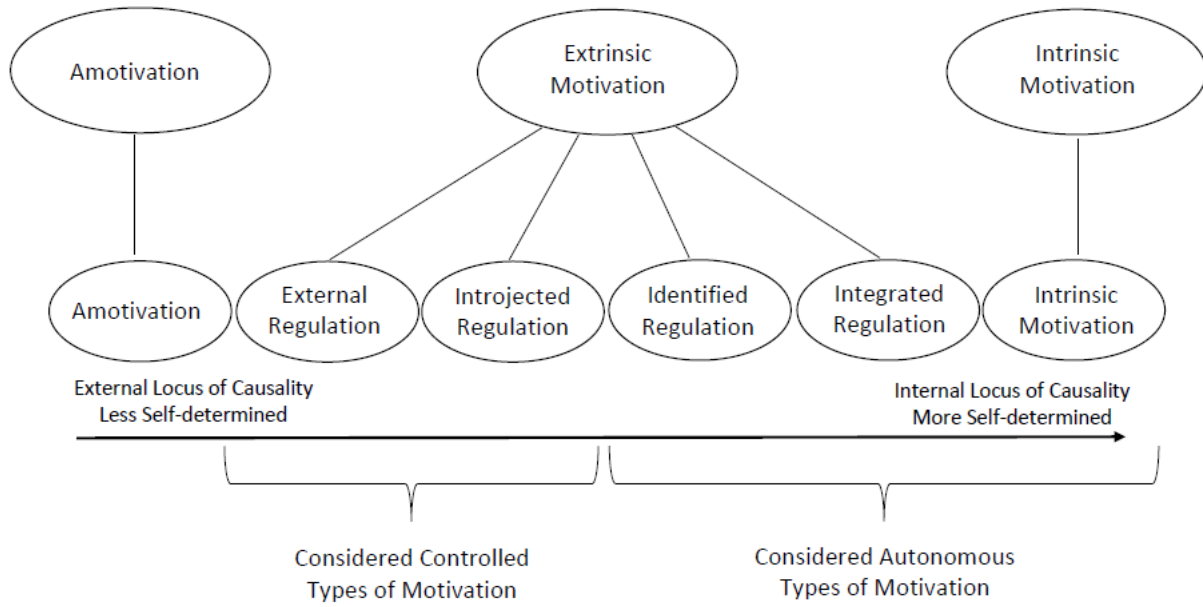 Amotivation
Extrinsic
Motivation
Intrinsic
Motivation
Amotivation
External
Regulation
Introjected
Regulation
Identified
Regulation
Integrated
Regulation
Intrinsic
Motivation
External Locus of Causality
Less Self-determined
Internal Locus of Causality
More Self-determined
Considered Controlled
Types of Motivation
Considered Autonomous
Types of Motivation